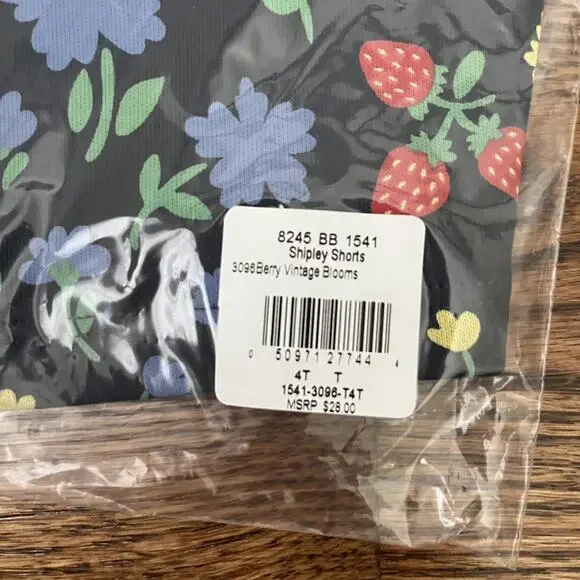 8245 BB 1541
Shipley Shorts
3096Berry Vintage Blooms
0 50971 27744 4
4T T
1541-3096-T4T
MSRP $28.00